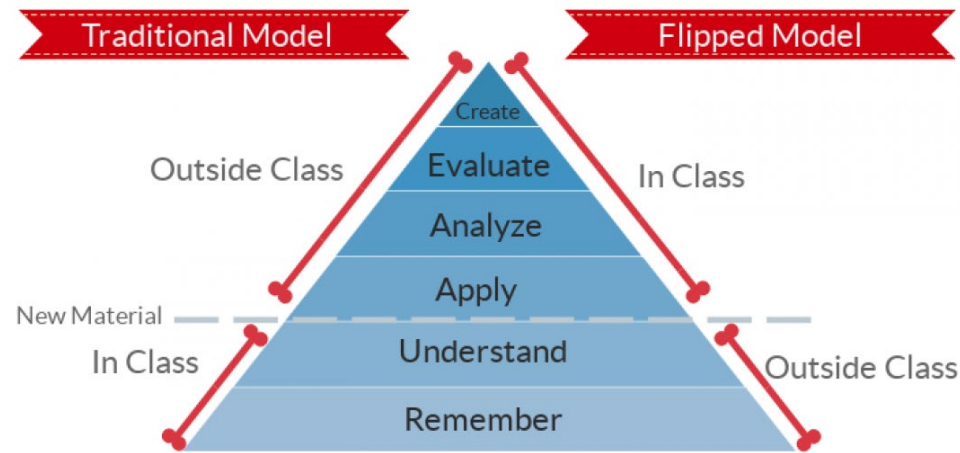 Traditional Model
Flipped Model
Create
Outside Class
Evaluate
In Class
Analyze
Apply
New Material
In Class
Understand
Outside Class
Remember